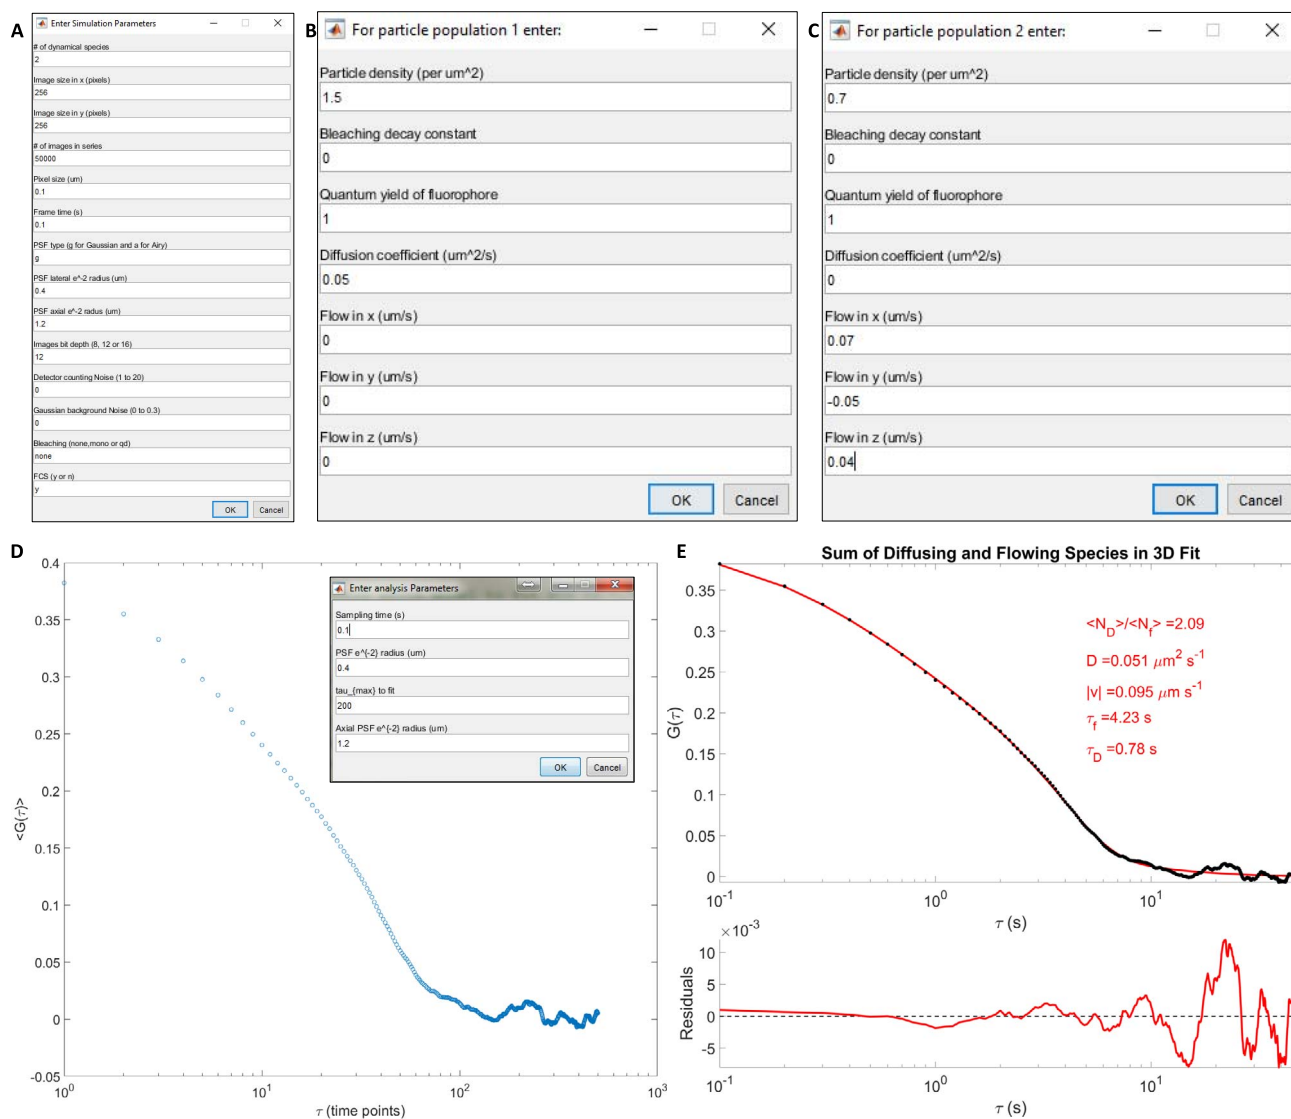 A
Enter Simulation Parameters
# of dynamical species
2
Image size in x (pixels)
256
Image size in y (pixels)
256
# of images in series
50000
Pixel size (um)
0.1
Frame time (s)
0.1
PSF type (g for Gaussian and a for Airy)
g
PSF lateral e^-2 radius (um)
0.4
PSF axial e^-2 radus (um)
1.2
Images bit depth (8, 12 or 16)
12
Detector counting Noise (1 to 20)
0
Gaussian background Noise (0 to 0.3)
0
Bleaching (none,mono or qd)
none
FCS (y or n)
y
OK Cancel
B
For particle population 1 enter:
Particle density (per um^2)
1.5
Bleaching decay constant
0
Quantum yield of fluorophore
1
Diffusion coefficient (um^2/s)
0.05
Flow in x (um/s)
0
Flow in y (um/s)
0
Flow in z (um/s)
0
OK Cancel
C
For particle population 2 enter:
Particle density (per um^2)
0.7
Bleaching decay constant
0
Quantum yield of fluorophore
1
Diffusion coefficient (um^2/s)
0
Flow in x (um/s)
0.07
Flow in y (um/s)
-0.05
Flow in z (um/s)
0.04
OK Cancel
D
0.4
0.35
0.3
0.25
0.2
0.15
0.1
0.05
0
-0.05
<G(τ)>
10^0 10^1 10^2 10^3
τ (time points)
Enter analysis Parameters
Sampling time (s)
0.1
PSF e^{-2} radius (um)
0.4
tau_{max} to fit
200
Axial PSF e^{-2} radius (um)
1.2
OK Cancel
E
Sum of Diffusing and Flowing Species in 3D Fit
0.35
0.3
0.25
0.2
0.15
0.1
0.05
0
G(τ)
<N_D>/<N_f> =2.09
D =0.051 μm² s⁻¹
|v| =0.095 μm s⁻¹
τ_f =4.23 s
τ_D =0.78 s
10^-1 10^0 10^1
τ (s)
×10^-3
10
5
0
-5
Residuals
10^-1 10^0 10^1
τ (s)